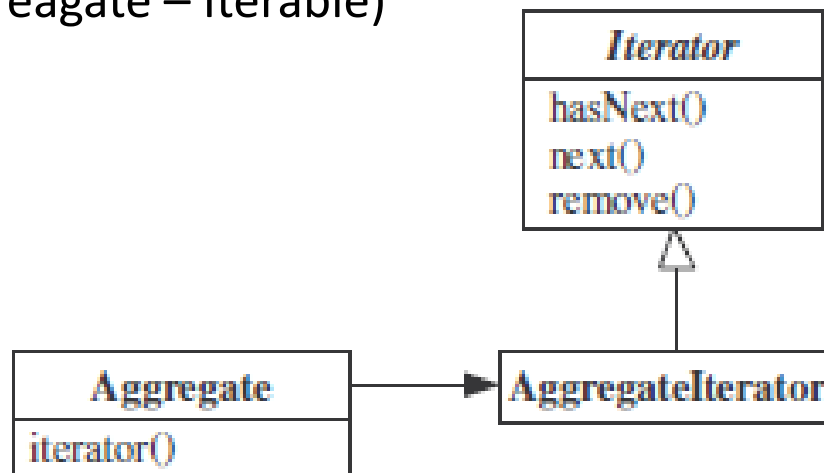 eagate – Iterable)
Iterator
hasNext()
next()
remove()
Aggregate
AggregateIterator
iterator()